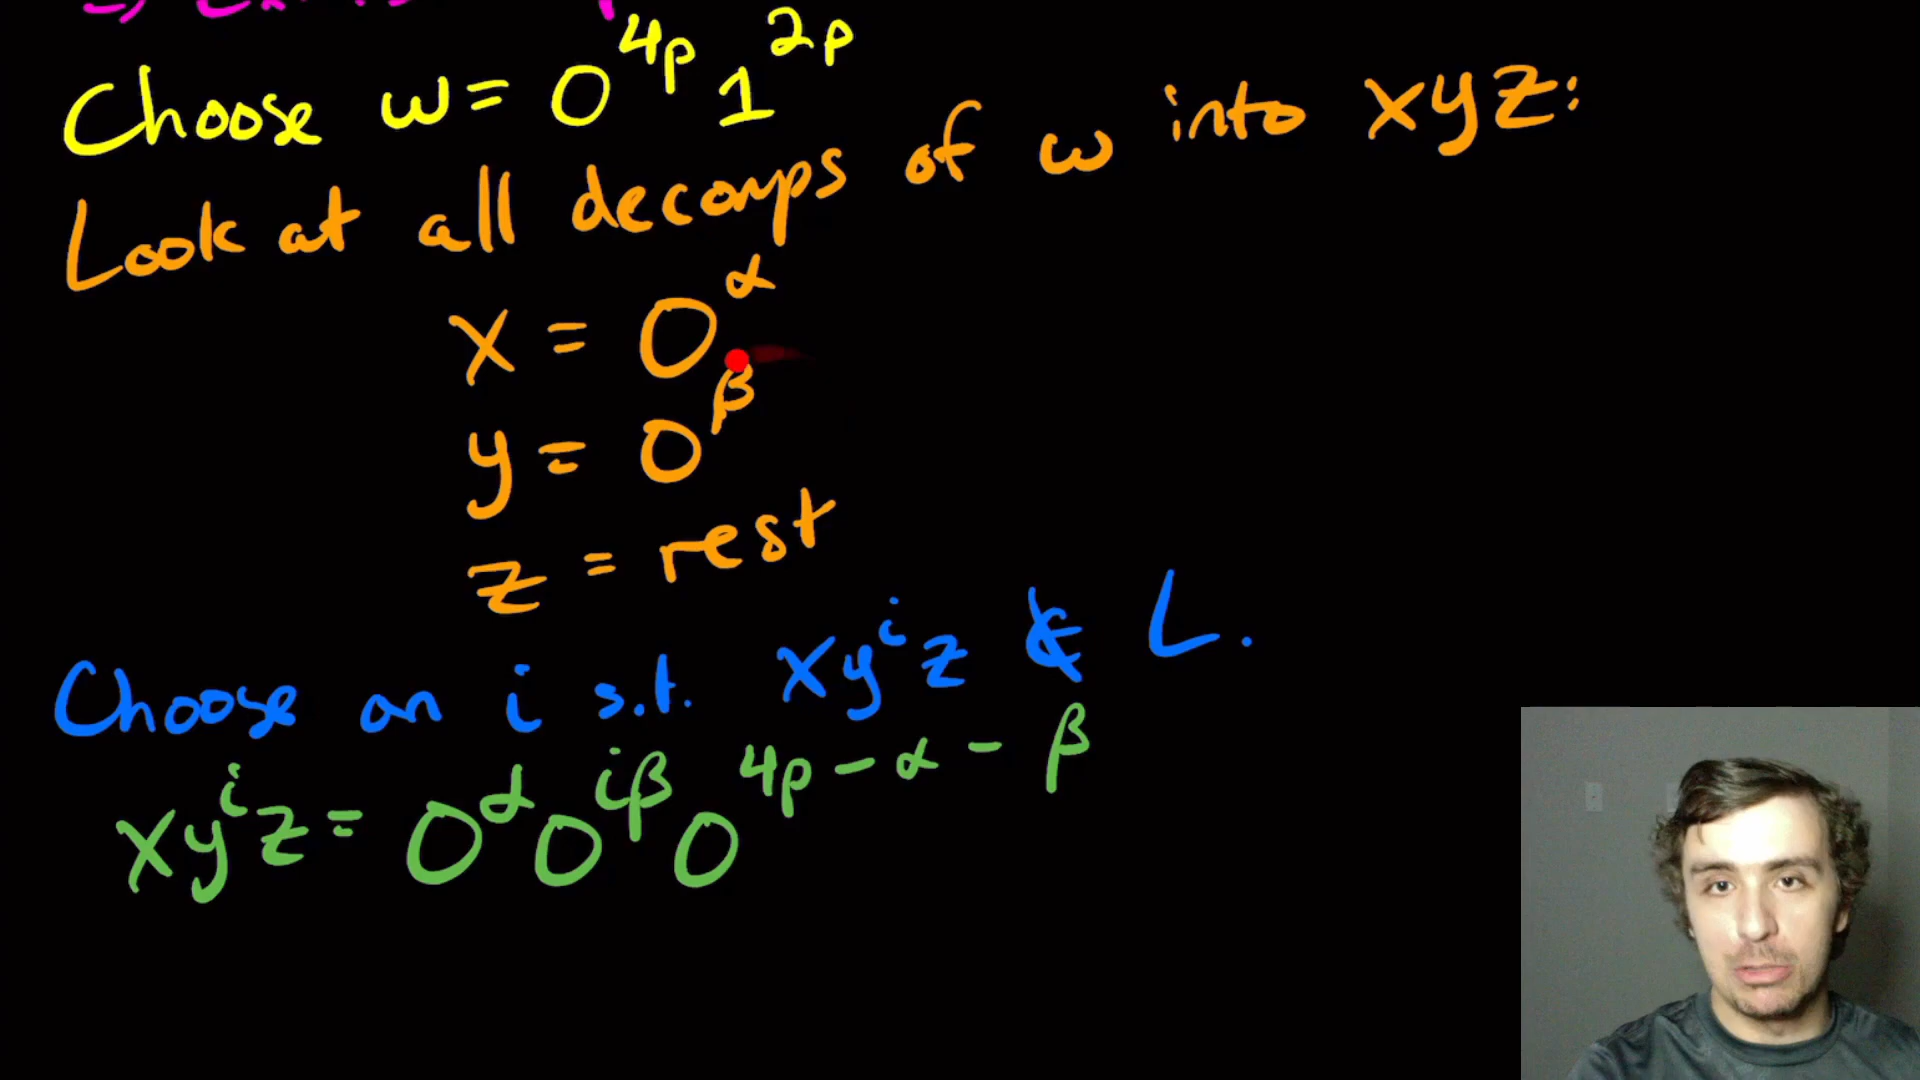 Choose w = 0^{4p} 1^{2p}
Look at all decomps of w into xyz:
x = 0^α
y = 0^β
z = rest
Choose an i s.t. xy^i z ∉ L.
xy^i z = 0^α 0^{iβ} 0^{4p - α - β}